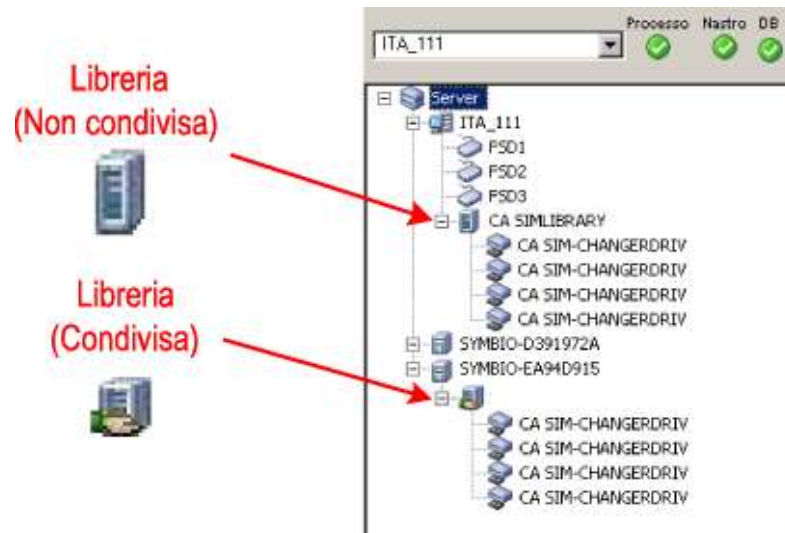 Processo Nastro DB
ITA_111
Libreria
(Non condivisa)
Server
ITA_111
FSD1
FSD2
FSD3
CA SIMLIBRARY
CA SIM-CHANGERDRIV
CA SIM-CHANGERDRIV
CA SIM-CHANGERDRIV
CA SIM-CHANGERDRIV
Libreria
(Condivisa)
SYMBIO-D391972A
SYMBIO-EA94D915
CA SIM-CHANGERDRIV
CA SIM-CHANGERDRIV
CA SIM-CHANGERDRIV
CA SIM-CHANGERDRIV